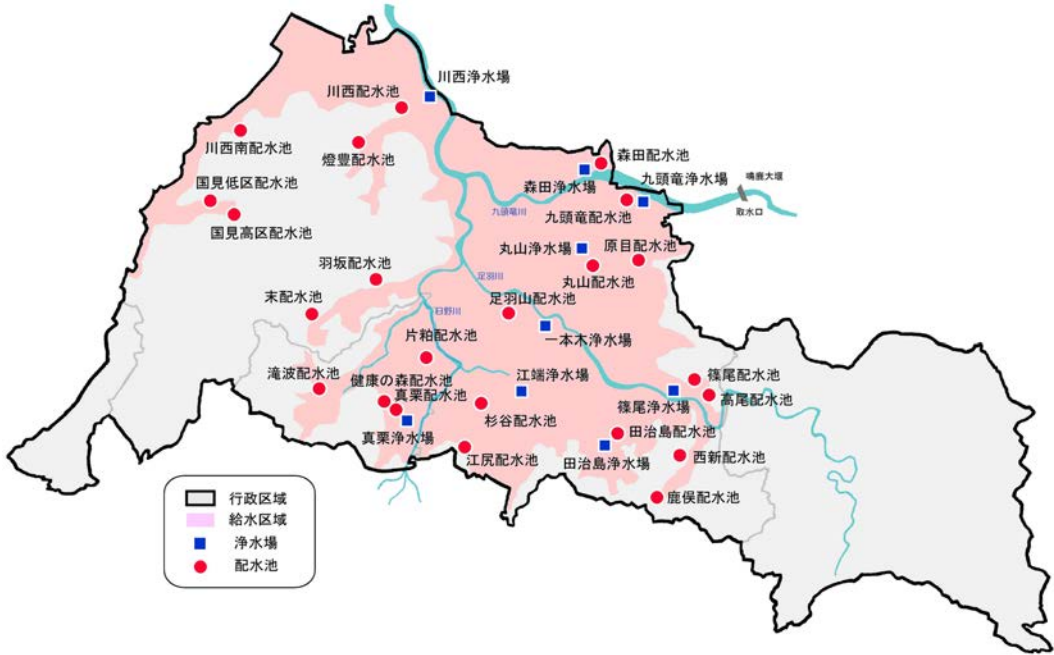 川西浄水場
川西配水池
川西南配水池
燈豊配水池
森田配水池
森田浄水場
九頭竜浄水場
鳴鹿大堰
国見低区配水池
九頭竜川
九頭竜配水池
取水口
国見高区配水池
丸山浄水場
原目配水池
羽坂配水池
足羽川
丸山配水池
末配水池
日野川
足羽山配水池
片粕配水池
一本木浄水場
滝波配水池
健康の森配水池
江端浄水場
篠尾配水池
真栗配水池
篠尾浄水場
高尾配水池
杉谷配水池
真栗浄水場
田治島配水池
江尻配水池
田治島浄水場
西新配水池
鹿俣配水池
行政区域
給水区域
浄水場
配水池